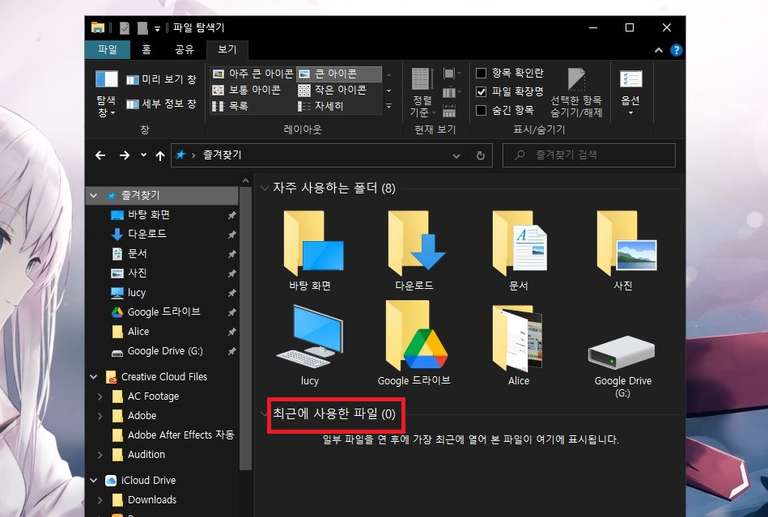 파일 탐색기
파일 홈 공유 보기
탐색 창
미리 보기 창
세부 정보 창
창
아주 큰 아이콘 큰 아이콘
보통 아이콘 작은 아이콘
목록 자세히
레이아웃
정렬 기준
현재 보기
항목 확인란
파일 확장명
숨긴 항목
선택한 항목 숨기기/해제
표시/숨기기
옵션
즐겨찾기
즐겨찾기 검색
즐겨찾기
바탕 화면
다운로드
문서
사진
lucy
Google 드라이브
Alice
Google Drive (G:)
Creative Cloud Files
AC Footage
Adobe
Adobe After Effects 자동
Audition
iCloud Drive
Downloads
자주 사용하는 폴더 (8)
바탕 화면 다운로드 문서 사진
lucy Google 드라이브 Alice Google Drive (G:)
최근에 사용한 파일 (0)
일부 파일을 연 후에 가장 최근에 열어 본 파일이 여기에 표시됩니다.